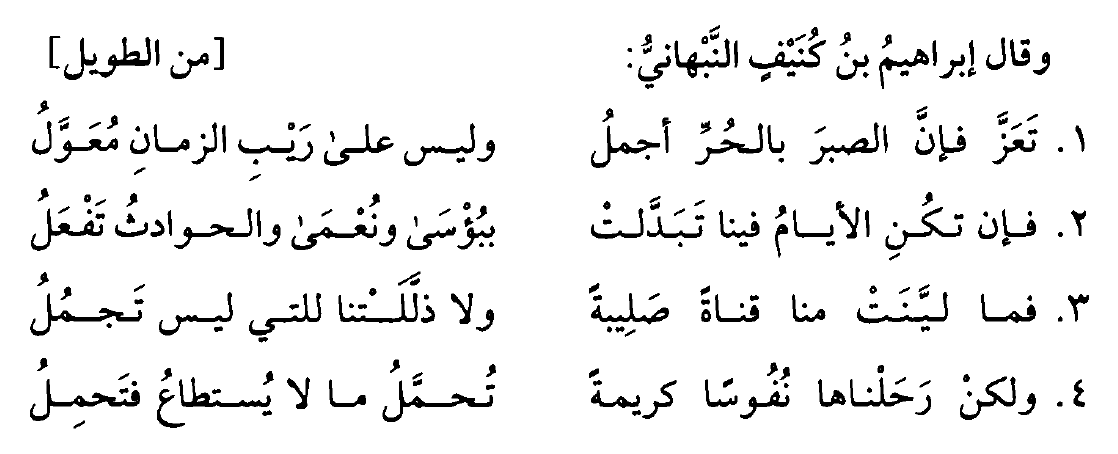 وقال إبراهيمُ بنُ كُنَيْفٍ النَّبْهانيُّ: [من الطويل]
١. تَعَزَّ فإنَّ الصبرَ بالحُرِّ أجملُ وليس علىٰ رَيْبِ الزمانِ مُعَوَّلُ
٢. فإن تكُنِ الأيامُ فينا تَبَدَّلتْ ببُؤْسَىٰ ونُعْمَىٰ والحوادثُ تَفْعَلُ
٣. فما ليَّنَتْ منا قناةً صَلِيبةً ولا ذلَّلَتْنا للتي ليس تَجمُلُ
٤. ولكنْ رَحَلْناها نُفُوسًا كريمةً تُحمَّلُ ما لا يُستطاعُ فتَحمِلُ